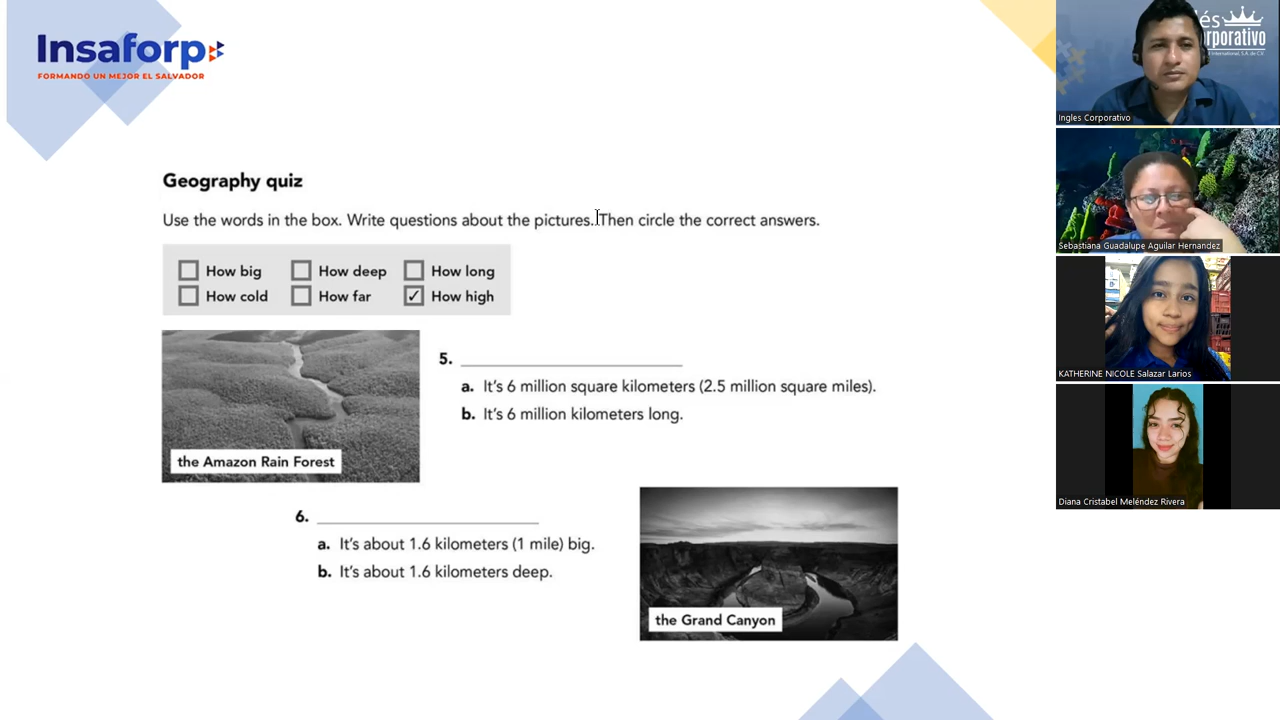 Insaforp
FORMANDO UN MEJOR EL SALVADOR
Geography quiz
Use the words in the box. Write questions about the pictures. Then circle the correct answers.
How big How deep How long
How cold How far ✓ How high
the Amazon Rain Forest
5.
a. It's 6 million square kilometers (2.5 million square miles).
b. It's 6 million kilometers long.
6.
a. It's about 1.6 kilometers (1 mile) big.
b. It's about 1.6 kilometers deep.
the Grand Canyon
Ingles Corporativo
Sebastiana Guadalupe Aguilar Hernandez
KATHERINE NICOLE Salazar Larios
Diana Cristabel Meléndez Rivera